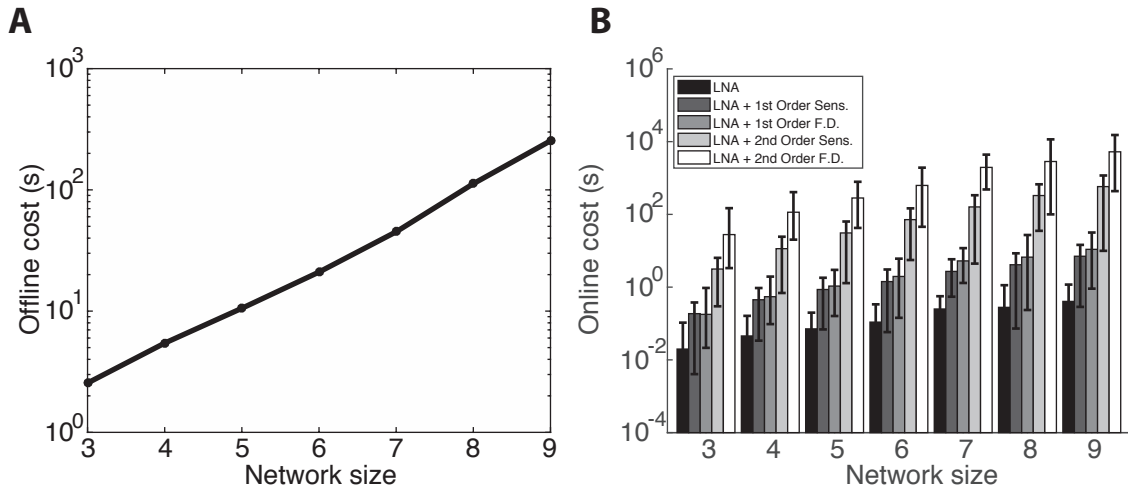 A
B
10^3
10^2
10^1
10^0
Offline cost (s)
3 4 5 6 7 8 9
Network size
10^6
10^4
10^2
10^0
10^-2
10^-4
Online cost (s)
LNA
LNA + 1st Order Sens.
LNA + 1st Order F.D.
LNA + 2nd Order Sens.
LNA + 2nd Order F.D.
3 4 5 6 7 8 9
Network size